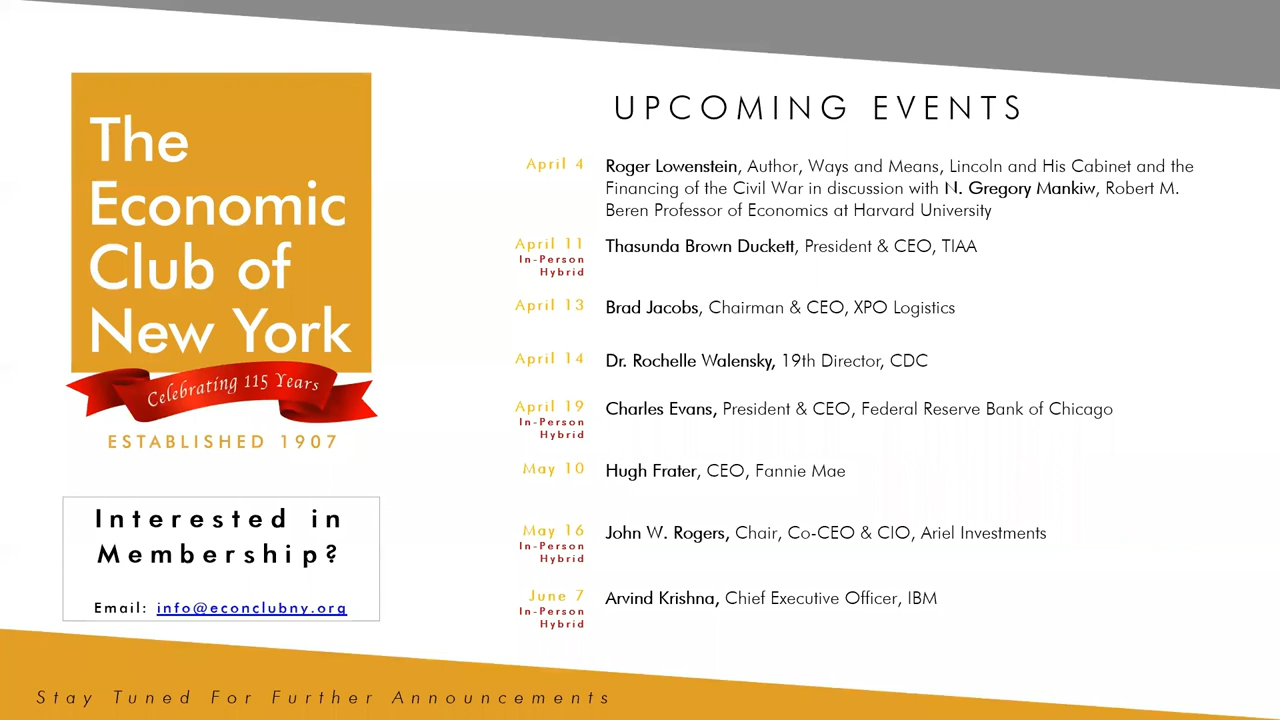 The
Economic
Club of
New York
Celebrating 115 Years
ESTABLISHED 1907
Interested in
Membership?
Email: info@econclubny.org
UPCOMING EVENTS
April 4 Roger Lowenstein, Author, Ways and Means, Lincoln and His Cabinet and the
Financing of the Civil War in discussion with N. Gregory Mankiw, Robert M.
Beren Professor of Economics at Harvard University
April 11 Thasunda Brown Duckett, President & CEO, TIAA
In-Person
Hybrid
April 13 Brad Jacobs, Chairman & CEO, XPO Logistics
April 14 Dr. Rochelle Walensky, 19th Director, CDC
April 19 Charles Evans, President & CEO, Federal Reserve Bank of Chicago
In-Person
Hybrid
May 10 Hugh Frater, CEO, Fannie Mae
May 16 John W. Rogers, Chair, Co-CEO & CIO, Ariel Investments
In-Person
Hybrid
June 7 Arvind Krishna, Chief Executive Officer, IBM
In-Person
Hybrid
Stay Tuned For Further Announcements